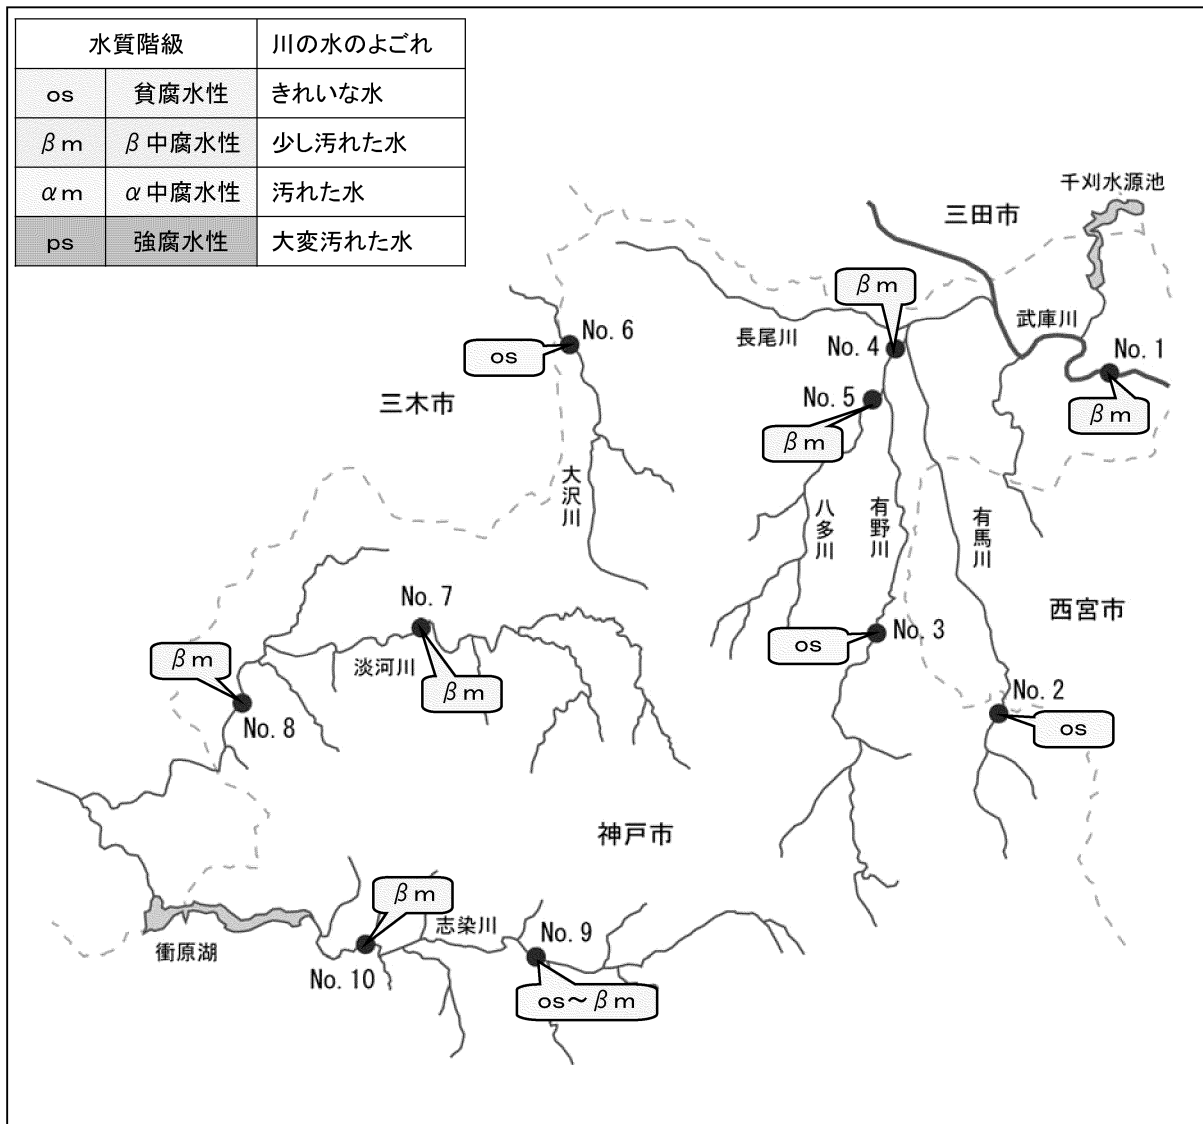 水質階級 川の水のよごれ
os 貧腐水性 きれいな水
βm β中腐水性 少し汚れた水
αm α中腐水性 汚れた水
ps 強腐水性 大変汚れた水
千刈水源池
三田市
βm
武庫川
No.6
長尾川
No.4
No.1
os
No.5
三木市
βm
βm
大沢川
八多川
有野川
有馬川
No.7
西宮市
No.3
os
βm
淡河川
βm
No.2
No.8
os
神戸市
βm
志染川
No.9
衝原湖
No.10
os～βm